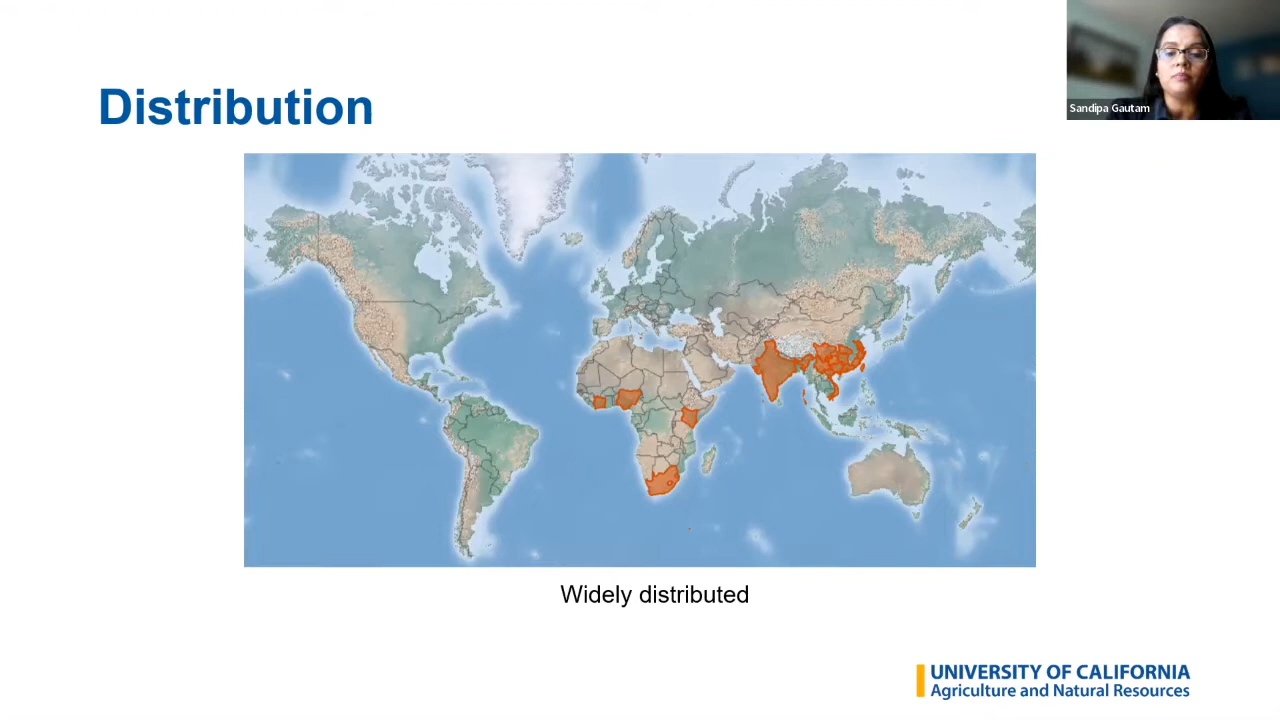 Sandipa Gautam
Distribution
Widely distributed
UNIVERSITY OF CALIFORNIA
Agriculture and Natural Resources